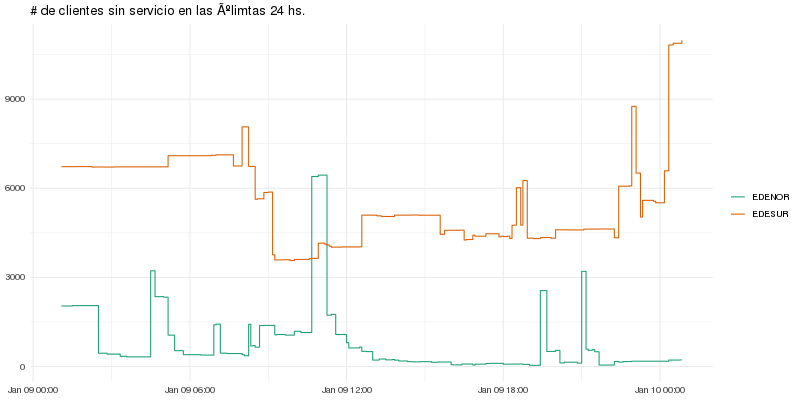 # de clientes sin servicio en las Ãºlimtas 24 hs.
9000
6000
3000
0
Jan 09 00:00
Jan 09 06:00
Jan 09 12:00
Jan 09 18:00
Jan 10 00:00
EDENOR
EDESUR